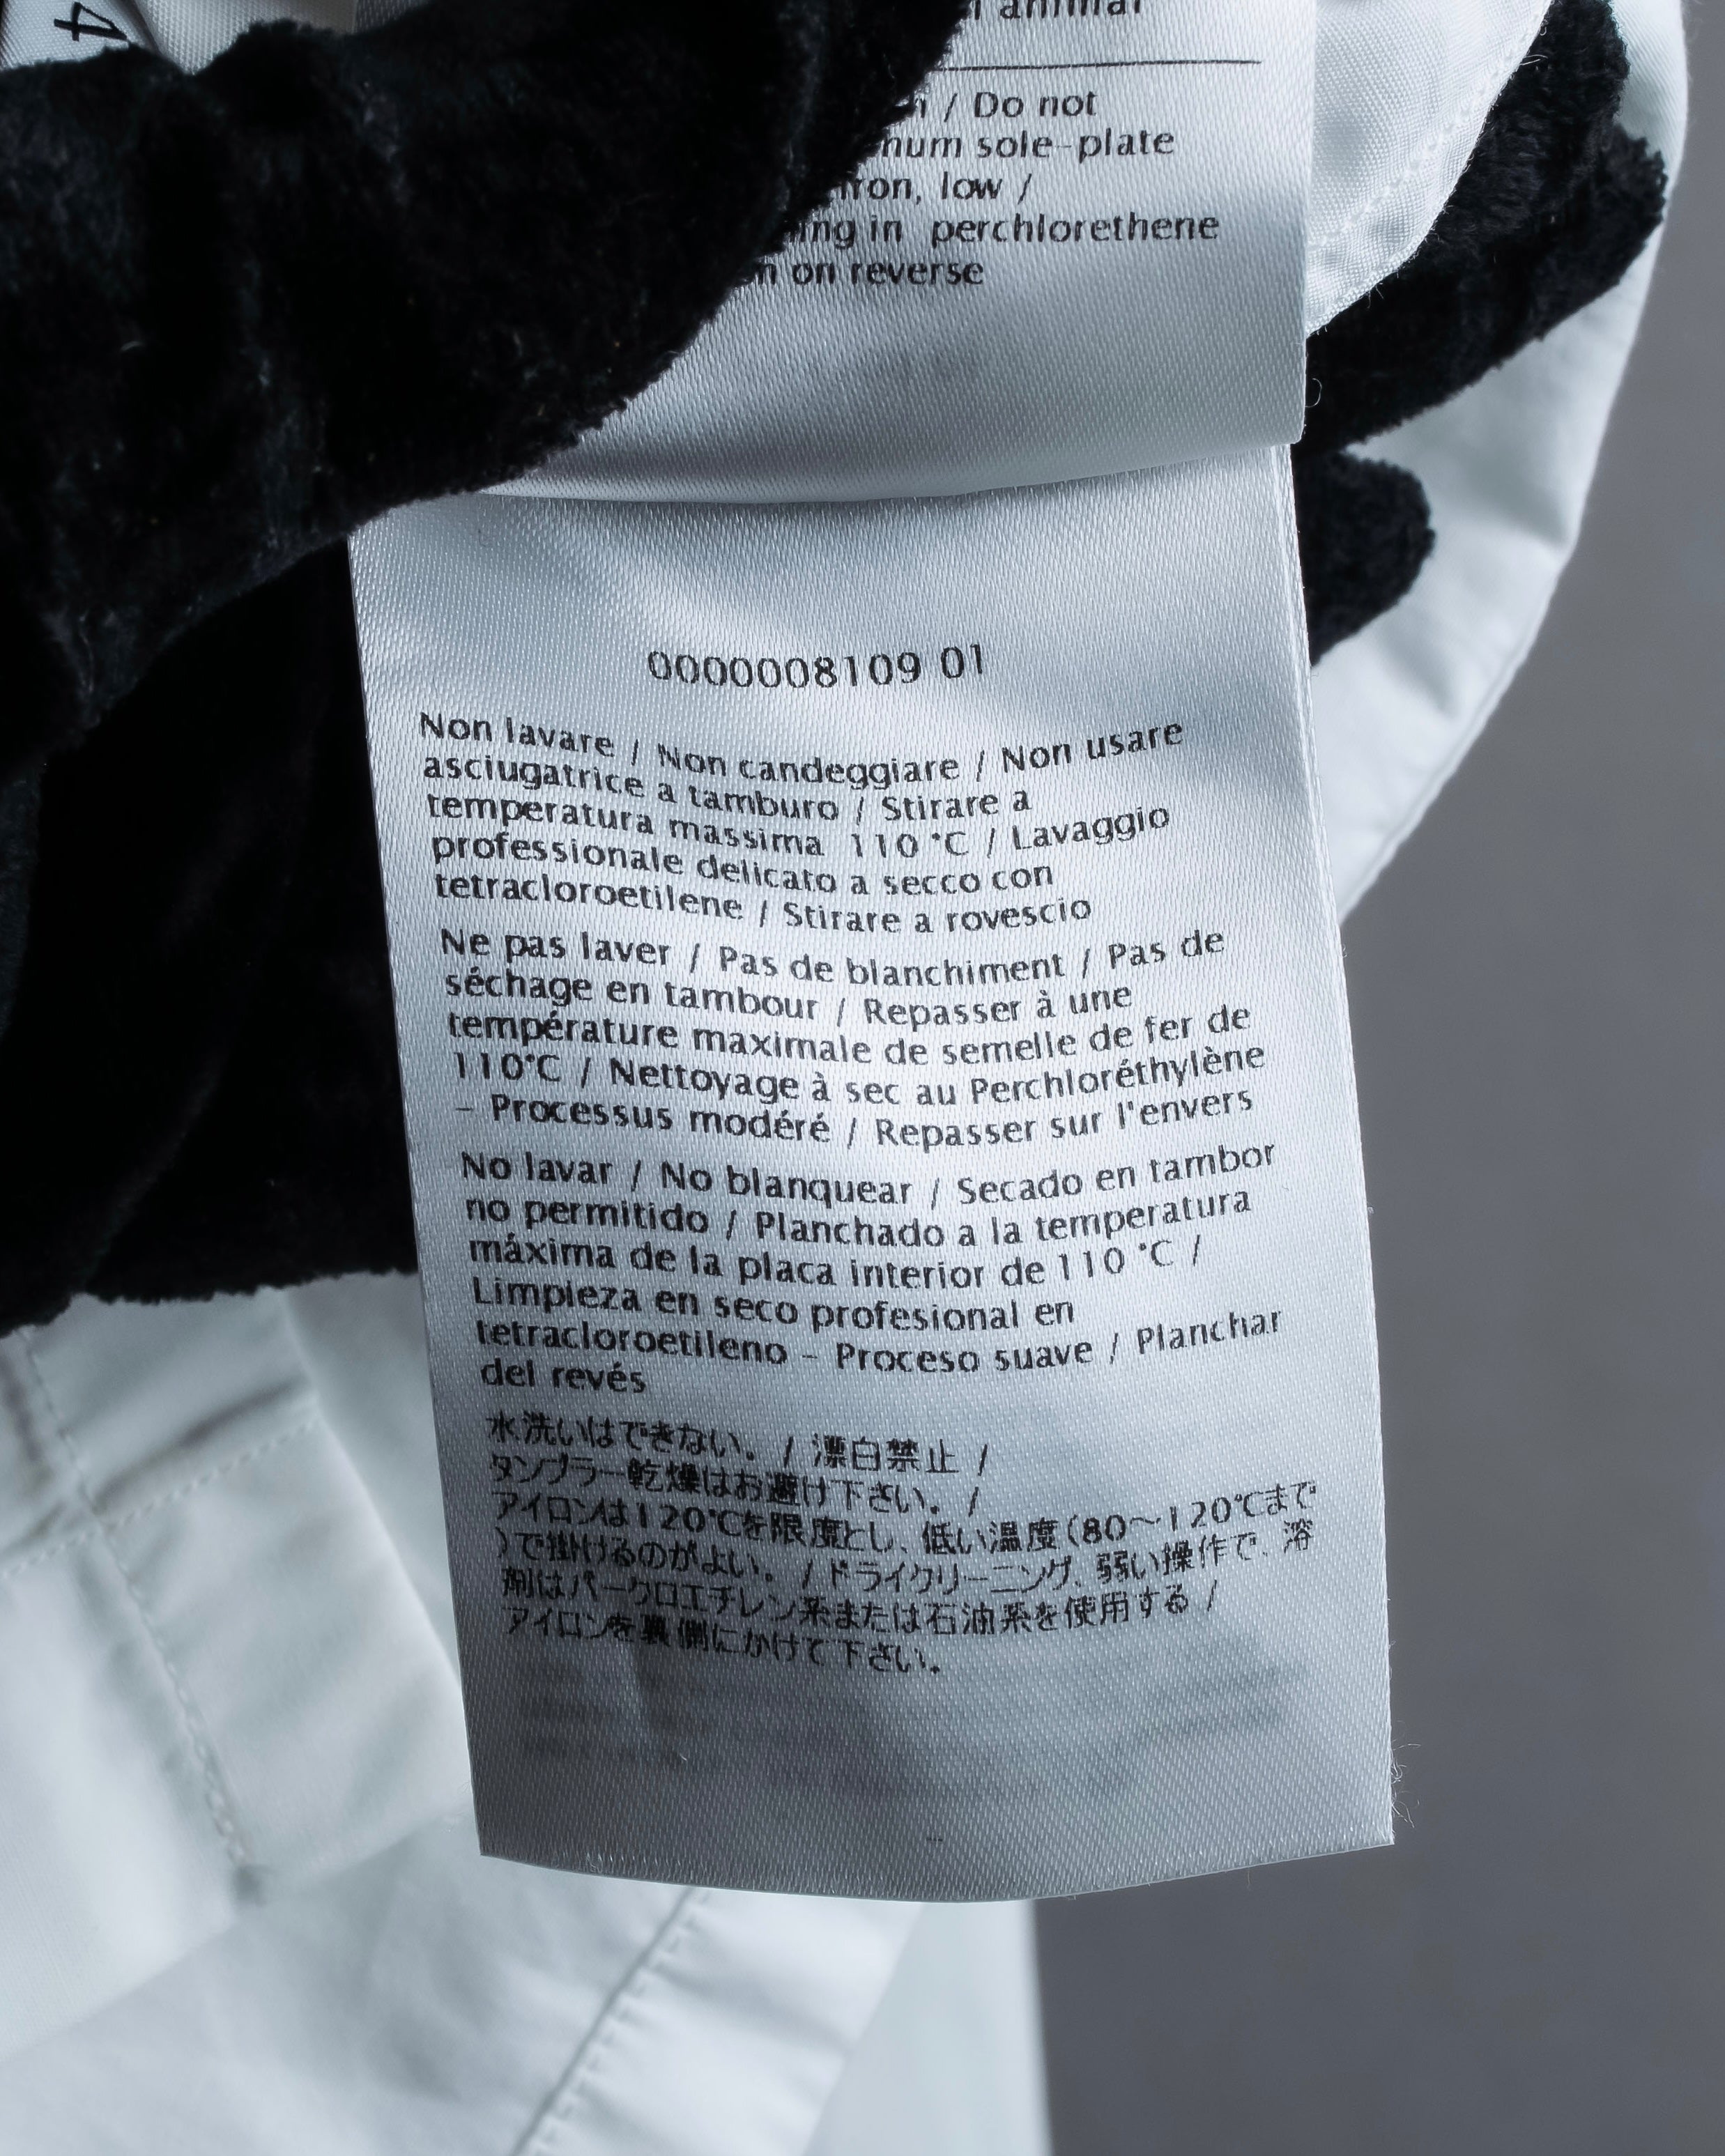 4
animal
/ Do not
sole-plate
low /
in perchlorethene
on reverse
0000008109 01
Non lavare / Non candeggiare / Non usare
asciugatrice a tamburo / Stirare a
temperatura massima 110 °C / Lavaggio
professionale delicato a secco con
tetracloroetilene / Stirare a rovescio
Ne pas laver / Pas de blanchiment / Pas de
séchage en tambour / Repasser à une
température maximale de semelle de fer de
110°C / Nettoyage à sec au Perchloréthylène
- Processus modéré / Repasser sur l'envers
No lavar / No blanquear / Secado en tambor
no permitido / Planchado a la temperatura
máxima de la placa interior de 110 °C /
Limpieza en seco profesional en
tetracloroetileno - Proceso suave / Planchar
del revés
水洗いはできない。 / 漂白禁止 /
タンブラー乾燥はお避け下さい。 /
アイロンは120℃を限度とし、低い温度(80〜120℃まで
)で掛けるのがよい。 / ドライクリーニング、弱い操作で、溶
剤はパークロエチレン系または石油系を使用する /
アイロンを裏側にかけて下さい。